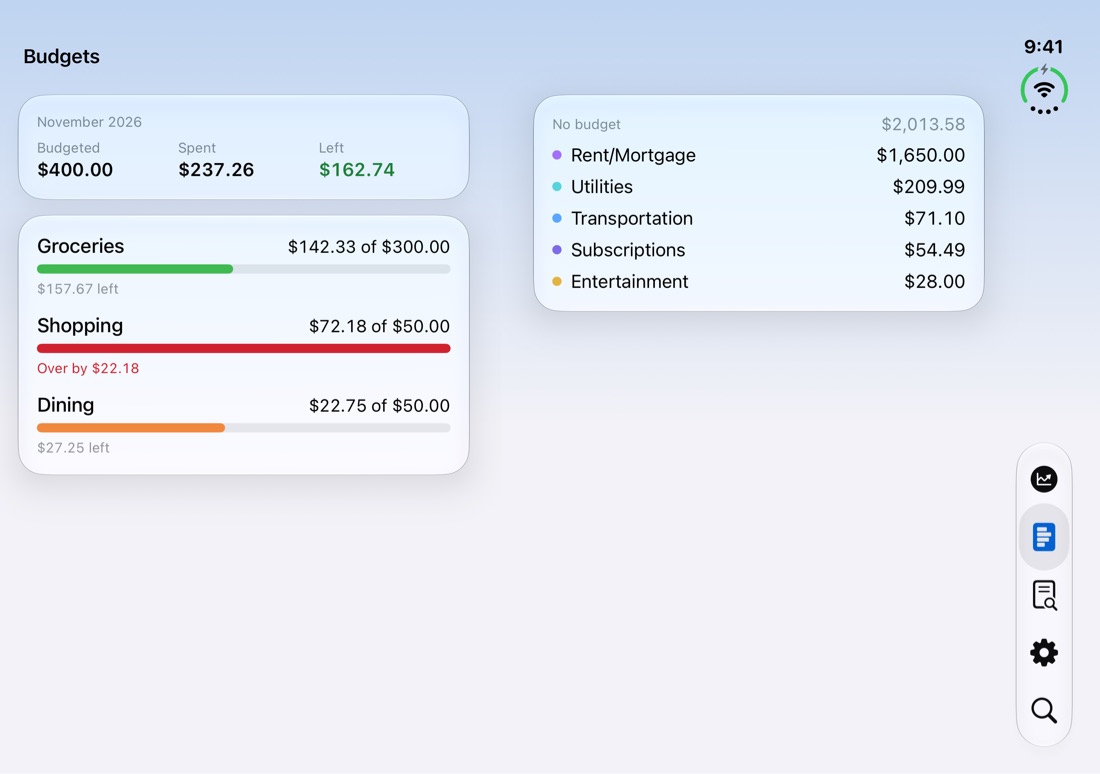 Budgets
9:41
November 2026
Budgeted Spent Left
$400.00 $237.26 $162.74
Groceries $142.33 of $300.00
$157.67 left
Shopping $72.18 of $50.00
Over by $22.18
Dining $22.75 of $50.00
$27.25 left
No budget $2,013.58
Rent/Mortgage $1,650.00
Utilities $209.99
Transportation $71.10
Subscriptions $54.49
Entertainment $28.00